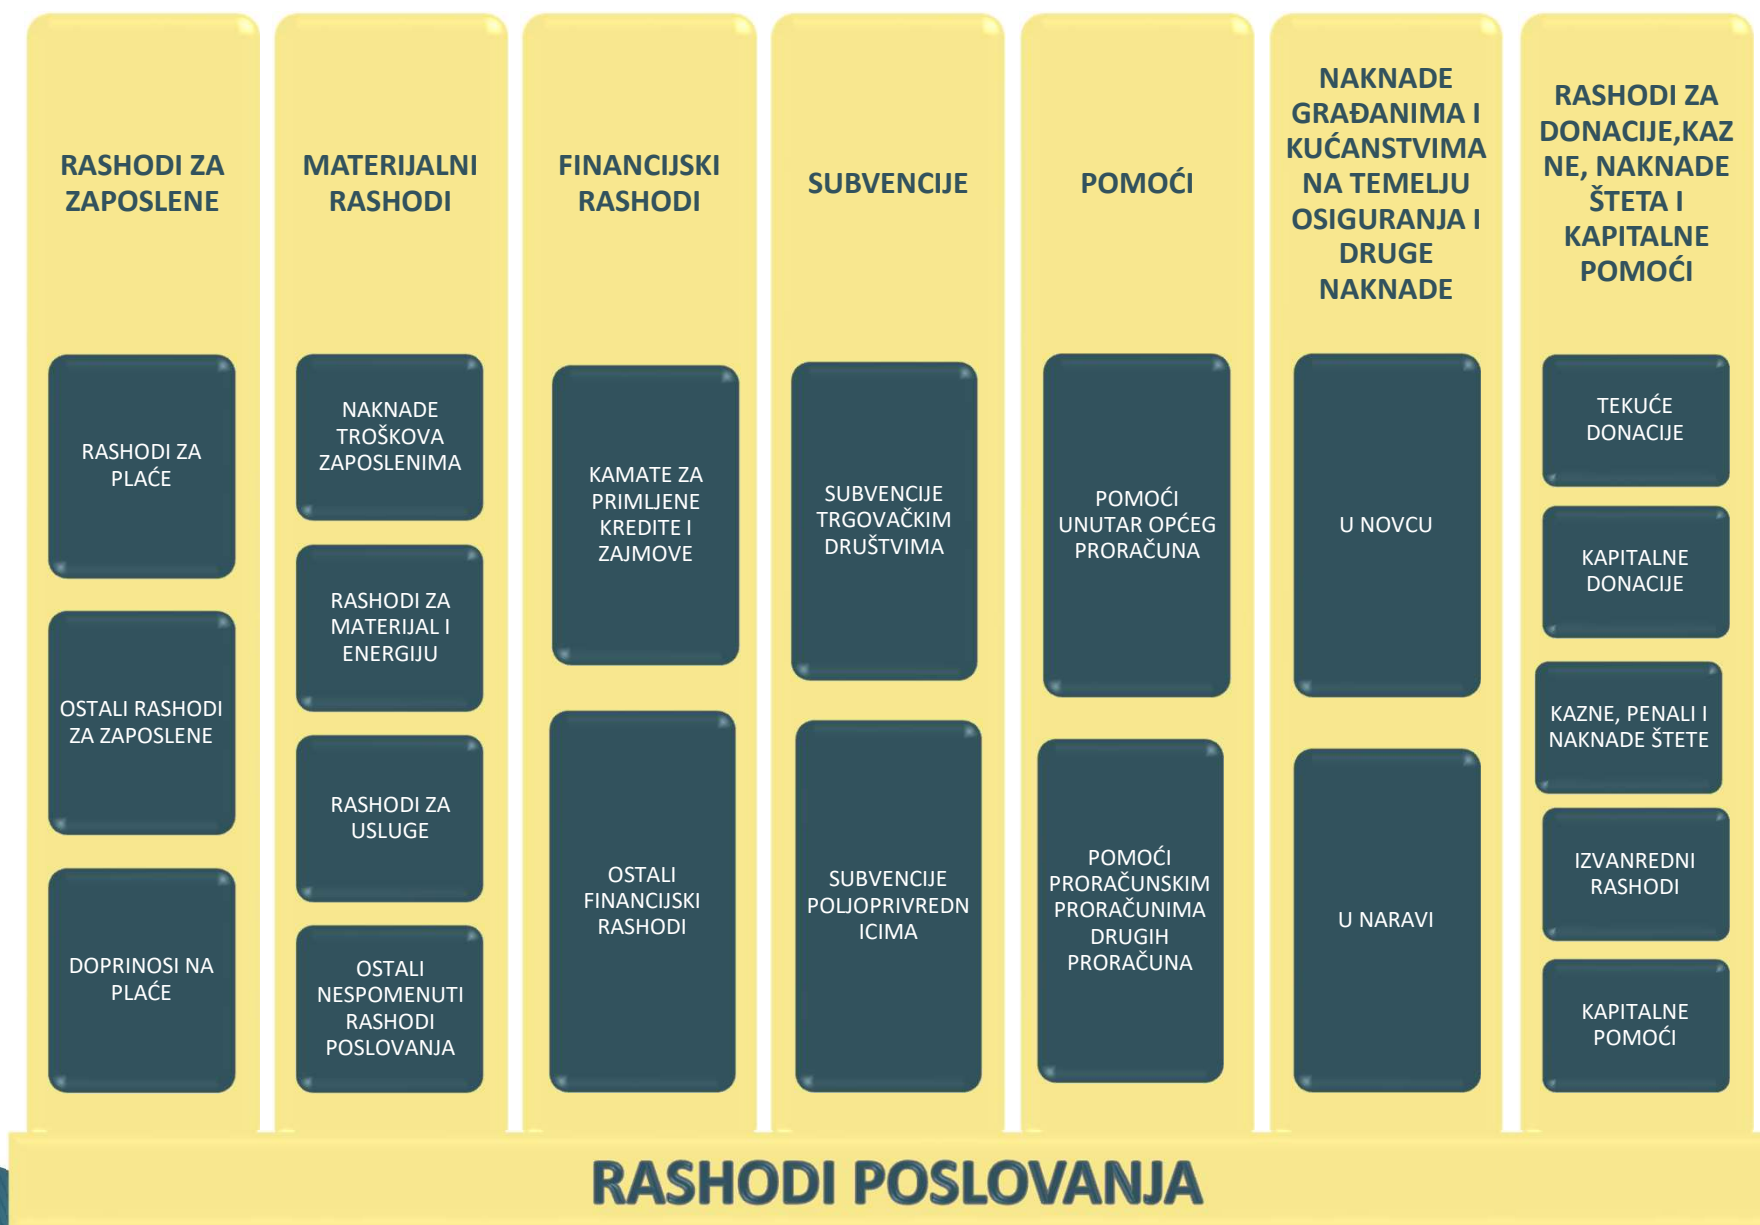 RASHODI ZA
ZAPOSLENE
RASHODI ZA
PLAĆE
OSTALI RASHODI
ZA ZAPOSLENE
DOPRINOSI NA
PLAĆE
MATERIJALNI
RASHODI
NAKNADE
TROŠKOVA
ZAPOSLENIMA
RASHODI ZA
MATERIJAL I
ENERGIJU
RASHODI ZA
USLUGE
OSTALI
NESPOMENUTI
RASHODI
POSLOVANJA
FINANCIJSKI
RASHODI
KAMATE ZA
PRIMLJENE
KREDITE I
ZAJMOVE
OSTALI
FINANCIJSKI
RASHODI
SUBVENCIJE
SUBVENCIJE
TRGOVAČKIM
DRUŠTVIMA
SUBVENCIJE
POLJOPRIVREDN
ICIMA
POMOĆI
POMOĆI
UNUTAR OPĆEG
PRORAČUNA
POMOĆI
PRORAČUNSKIM
PRORAČUNIMA
DRUGIH
PRORAČUNA
NAKNADE
GRAĐANIMA I
KUĆANSTVIMA
NA TEMELJU
OSIGURANJA I
DRUGE
NAKNADE
U NOVCU
U NARAVI
RASHODI ZA
DONACIJE,KAZ
NE, NAKNADE
ŠTETA I
KAPITALNE
POMOĆI
TEKUĆE
DONACIJE
KAPITALNE
DONACIJE
KAZNE, PENALI I
NAKNADE ŠTETE
IZVANREDNI
RASHODI
KAPITALNE
POMOĆI
RASHODI POSLOVANJA